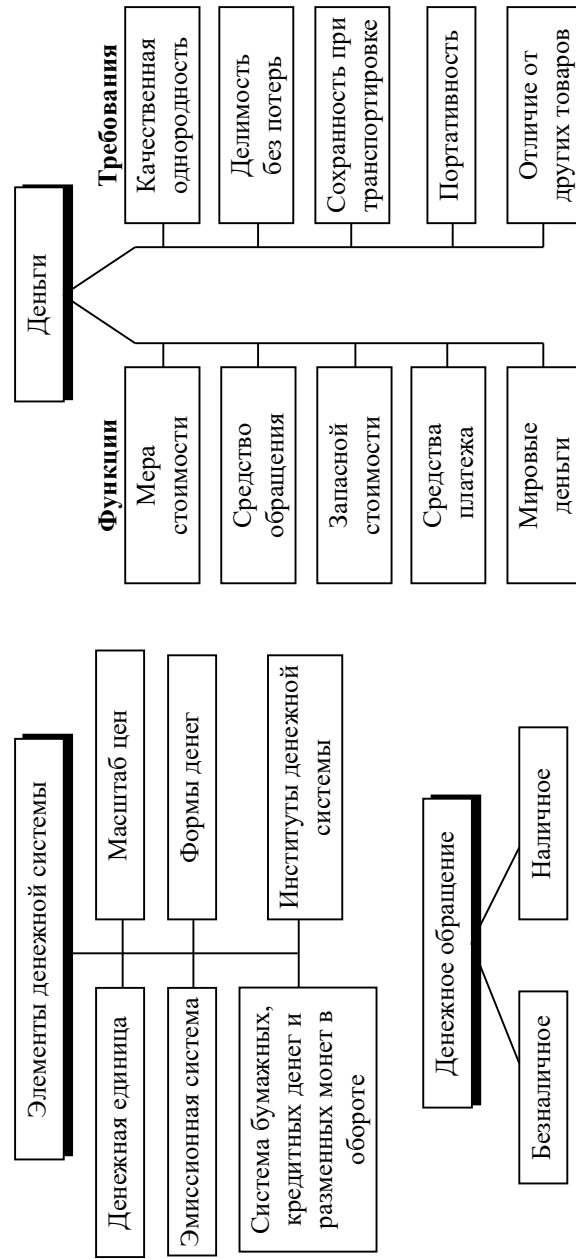 Элементы денежной системы
Денежная единица
Масштаб цен
Эмиссионная система
Формы денег
Система бумажных,
кредитных денег и
разменных монет в
обороте
Институты денежной
системы
Денежное обращение
Безналичное
Наличное
Деньги
Функции
Мера
стоимости
Средство
обращения
Запасной
стоимости
Средства
платежа
Мировые
деньги
Требования
Качественная
однородность
Делимость
без потерь
Сохранность при
транспортировке
Портативность
Отличие от
других товаров